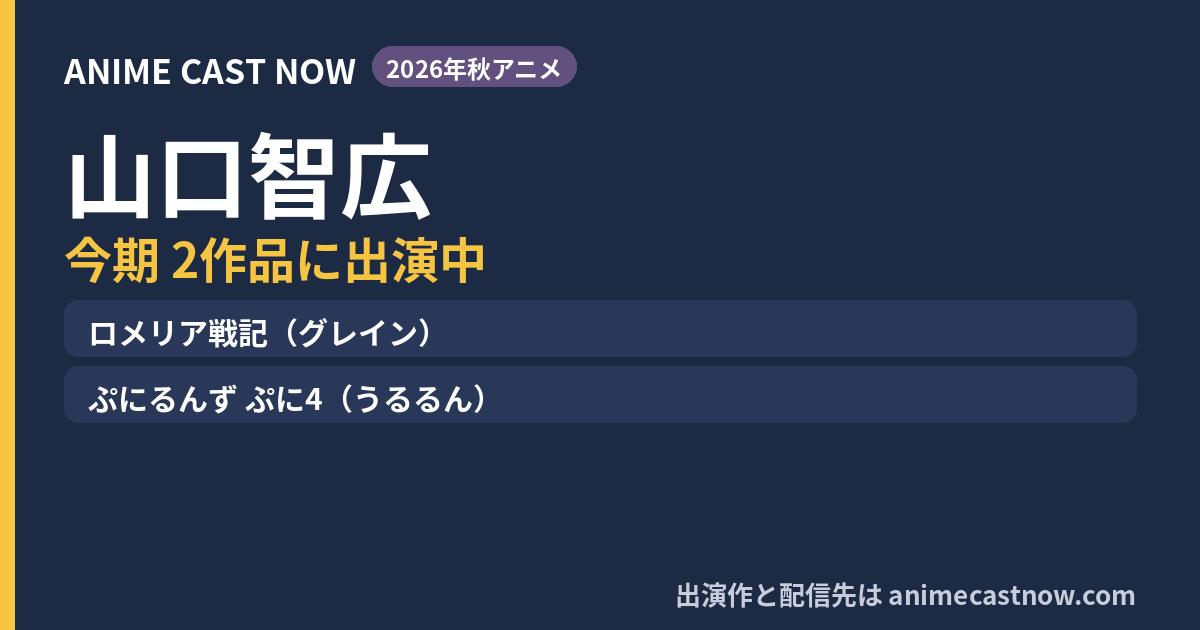 ANIME CAST NOW 2026年秋アニメ
山口智広
今期 2作品に出演中
ロメリア戦記（グレイン）
ぷにるんず ぷに4（うるるん）
出演作と配信先は animecastnow.com